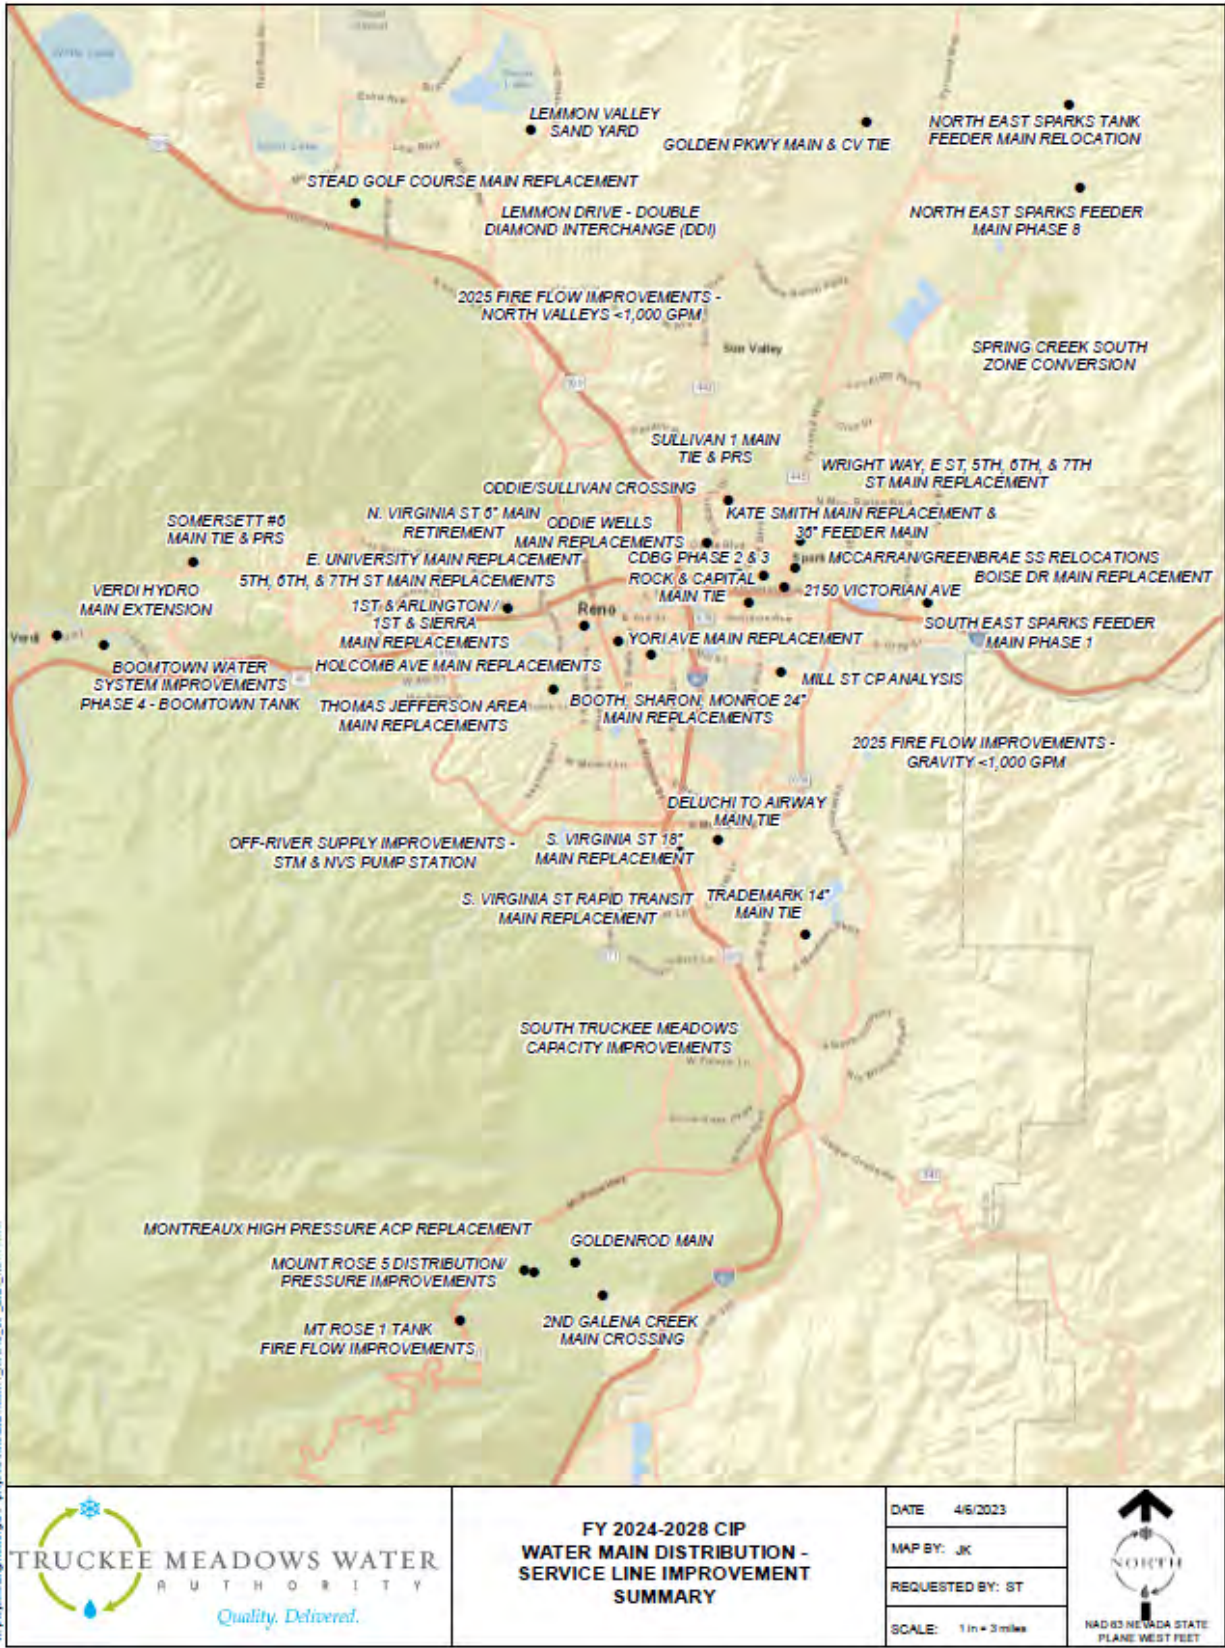 LEMMON VALLEY
SAND YARD
GOLDEN PKWY MAIN & CV TIE
NORTH EAST SPARKS TANK
FEEDER MAIN RELOCATION
STEAD GOLF COURSE MAIN REPLACEMENT
LEMMON DRIVE - DOUBLE
DIAMOND INTERCHANGE (DDI)
NORTH EAST SPARKS FEEDER
MAIN PHASE 8
2025 FIRE FLOW IMPROVEMENTS -
NORTH VALLEYS <1,000 GPM
Sun Valley
SPRING CREEK SOUTH
ZONE CONVERSION
SULLIVAN 1 MAIN
TIE & PRS
WRIGHT WAY, E ST, 5TH, 6TH, & 7TH
ST MAIN REPLACEMENT
ODDIE/SULLIVAN CROSSING
KATE SMITH MAIN REPLACEMENT &
36" FEEDER MAIN
SOMERSETT #6
MAIN TIE & PRS
N. VIRGINIA ST 6" MAIN
RETIREMENT
ODDIE WELLS
MAIN REPLACEMENTS
E. UNIVERSITY MAIN REPLACEMENT
CDBG PHASE 2 & 3
Spark
MCCARRAN/GREENBRAE SS RELOCATIONS
5TH, 6TH, & 7TH ST MAIN REPLACEMENTS
ROCK & CAPITAL
MAIN TIE
BOISE DR MAIN REPLACEMENT
VERDI HYDRO
MAIN EXTENSION
2150 VICTORIAN AVE
1ST & ARLINGTON /
1ST & SIERRA
MAIN REPLACEMENTS
Reno
SOUTH EAST SPARKS FEEDER
MAIN PHASE 1
Verdi
YORI AVE MAIN REPLACEMENT
BOOMTOWN WATER
SYSTEM IMPROVEMENTS
PHASE 4 - BOOMTOWN TANK
HOLCOMB AVE MAIN REPLACEMENTS
MILL ST CP ANALYSIS
THOMAS JEFFERSON AREA
MAIN REPLACEMENTS
BOOTH, SHARON, MONROE 24"
MAIN REPLACEMENTS
2025 FIRE FLOW IMPROVEMENTS -
GRAVITY <1,000 GPM
DELUCHI TO AIRWAY
MAIN TIE
OFF-RIVER SUPPLY IMPROVEMENTS -
STM & NVS PUMP STATION
S. VIRGINIA ST 18"
MAIN REPLACEMENT
S. VIRGINIA ST RAPID TRANSIT
MAIN REPLACEMENT
TRADEMARK 14"
MAIN TIE
SOUTH TRUCKEE MEADOWS
CAPACITY IMPROVEMENTS
Mt Rose Hwy
MONTREAUX HIGH PRESSURE ACP REPLACEMENT
GOLDENROD MAIN
MOUNT ROSE 5 DISTRIBUTION/
PRESSURE IMPROVEMENTS
2ND GALENA CREEK
MAIN CROSSING
MT ROSE 1 TANK
FIRE FLOW IMPROVEMENTS
TRUCKEE MEADOWS WATER
AUTHORITY
Quality. Delivered.
FY 2024-2028 CIP
WATER MAIN DISTRIBUTION -
SERVICE LINE IMPROVEMENT
SUMMARY
DATE 4/6/2023
MAP BY: JK
REQUESTED BY: ST
SCALE: 1 in = 3 miles
NORTH
NAD 83 NEVADA STATE
PLANE WEST FEET